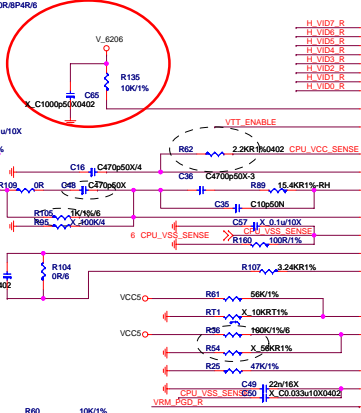 0R/8P4R/6
H_VID7_R
H_VID6_R
H_VID5_R
H_VID4_R
H_VID3_R
H_VID2_R
H_VID1_R
H_VID0_R
V_6206
R135
10K/1%
C65
X_C1000p50X0402
VTT_ENABLE
u/10X
R62 2.2KR1%0402 CPU_VCC_SENSE
C16 C470p50X/4
C36 C4700p50X-3
R109 0R C48 C470p50X
R89 15.4KR1%-RH
C35 C10p50N
R105 1K/1%/6
R95 X_100K/4
C57 X_0.1u/10X
6 CPU_VSS_SENSE
CPU_VSS_SENSE
R160 100R/1%
R104
0R/6
R107 3.24KR1%
402
VCC5 R61 56K/1%
RT1 X_10KRT1%
VCC5 R36 100K/1%/6
R54 X_56KR1%
R25 47K/1%
C49 22n/16X
CPU_VSS_SENSE C50 X_C0.033u10X0402
VRM_PGD_R
R60 10K/1%